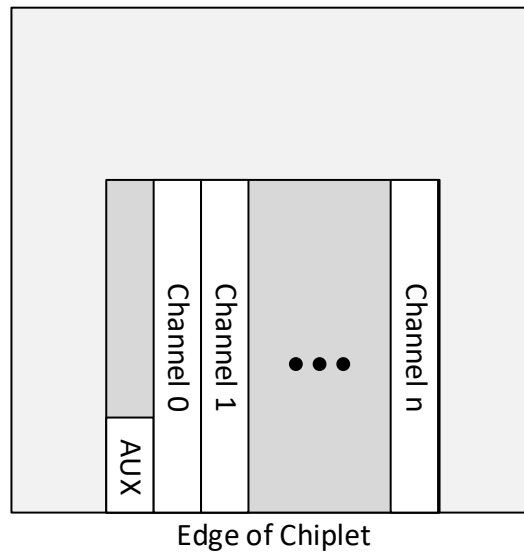 AUX
Channel 0
Channel 1
•••
Channel n
Edge of Chiplet